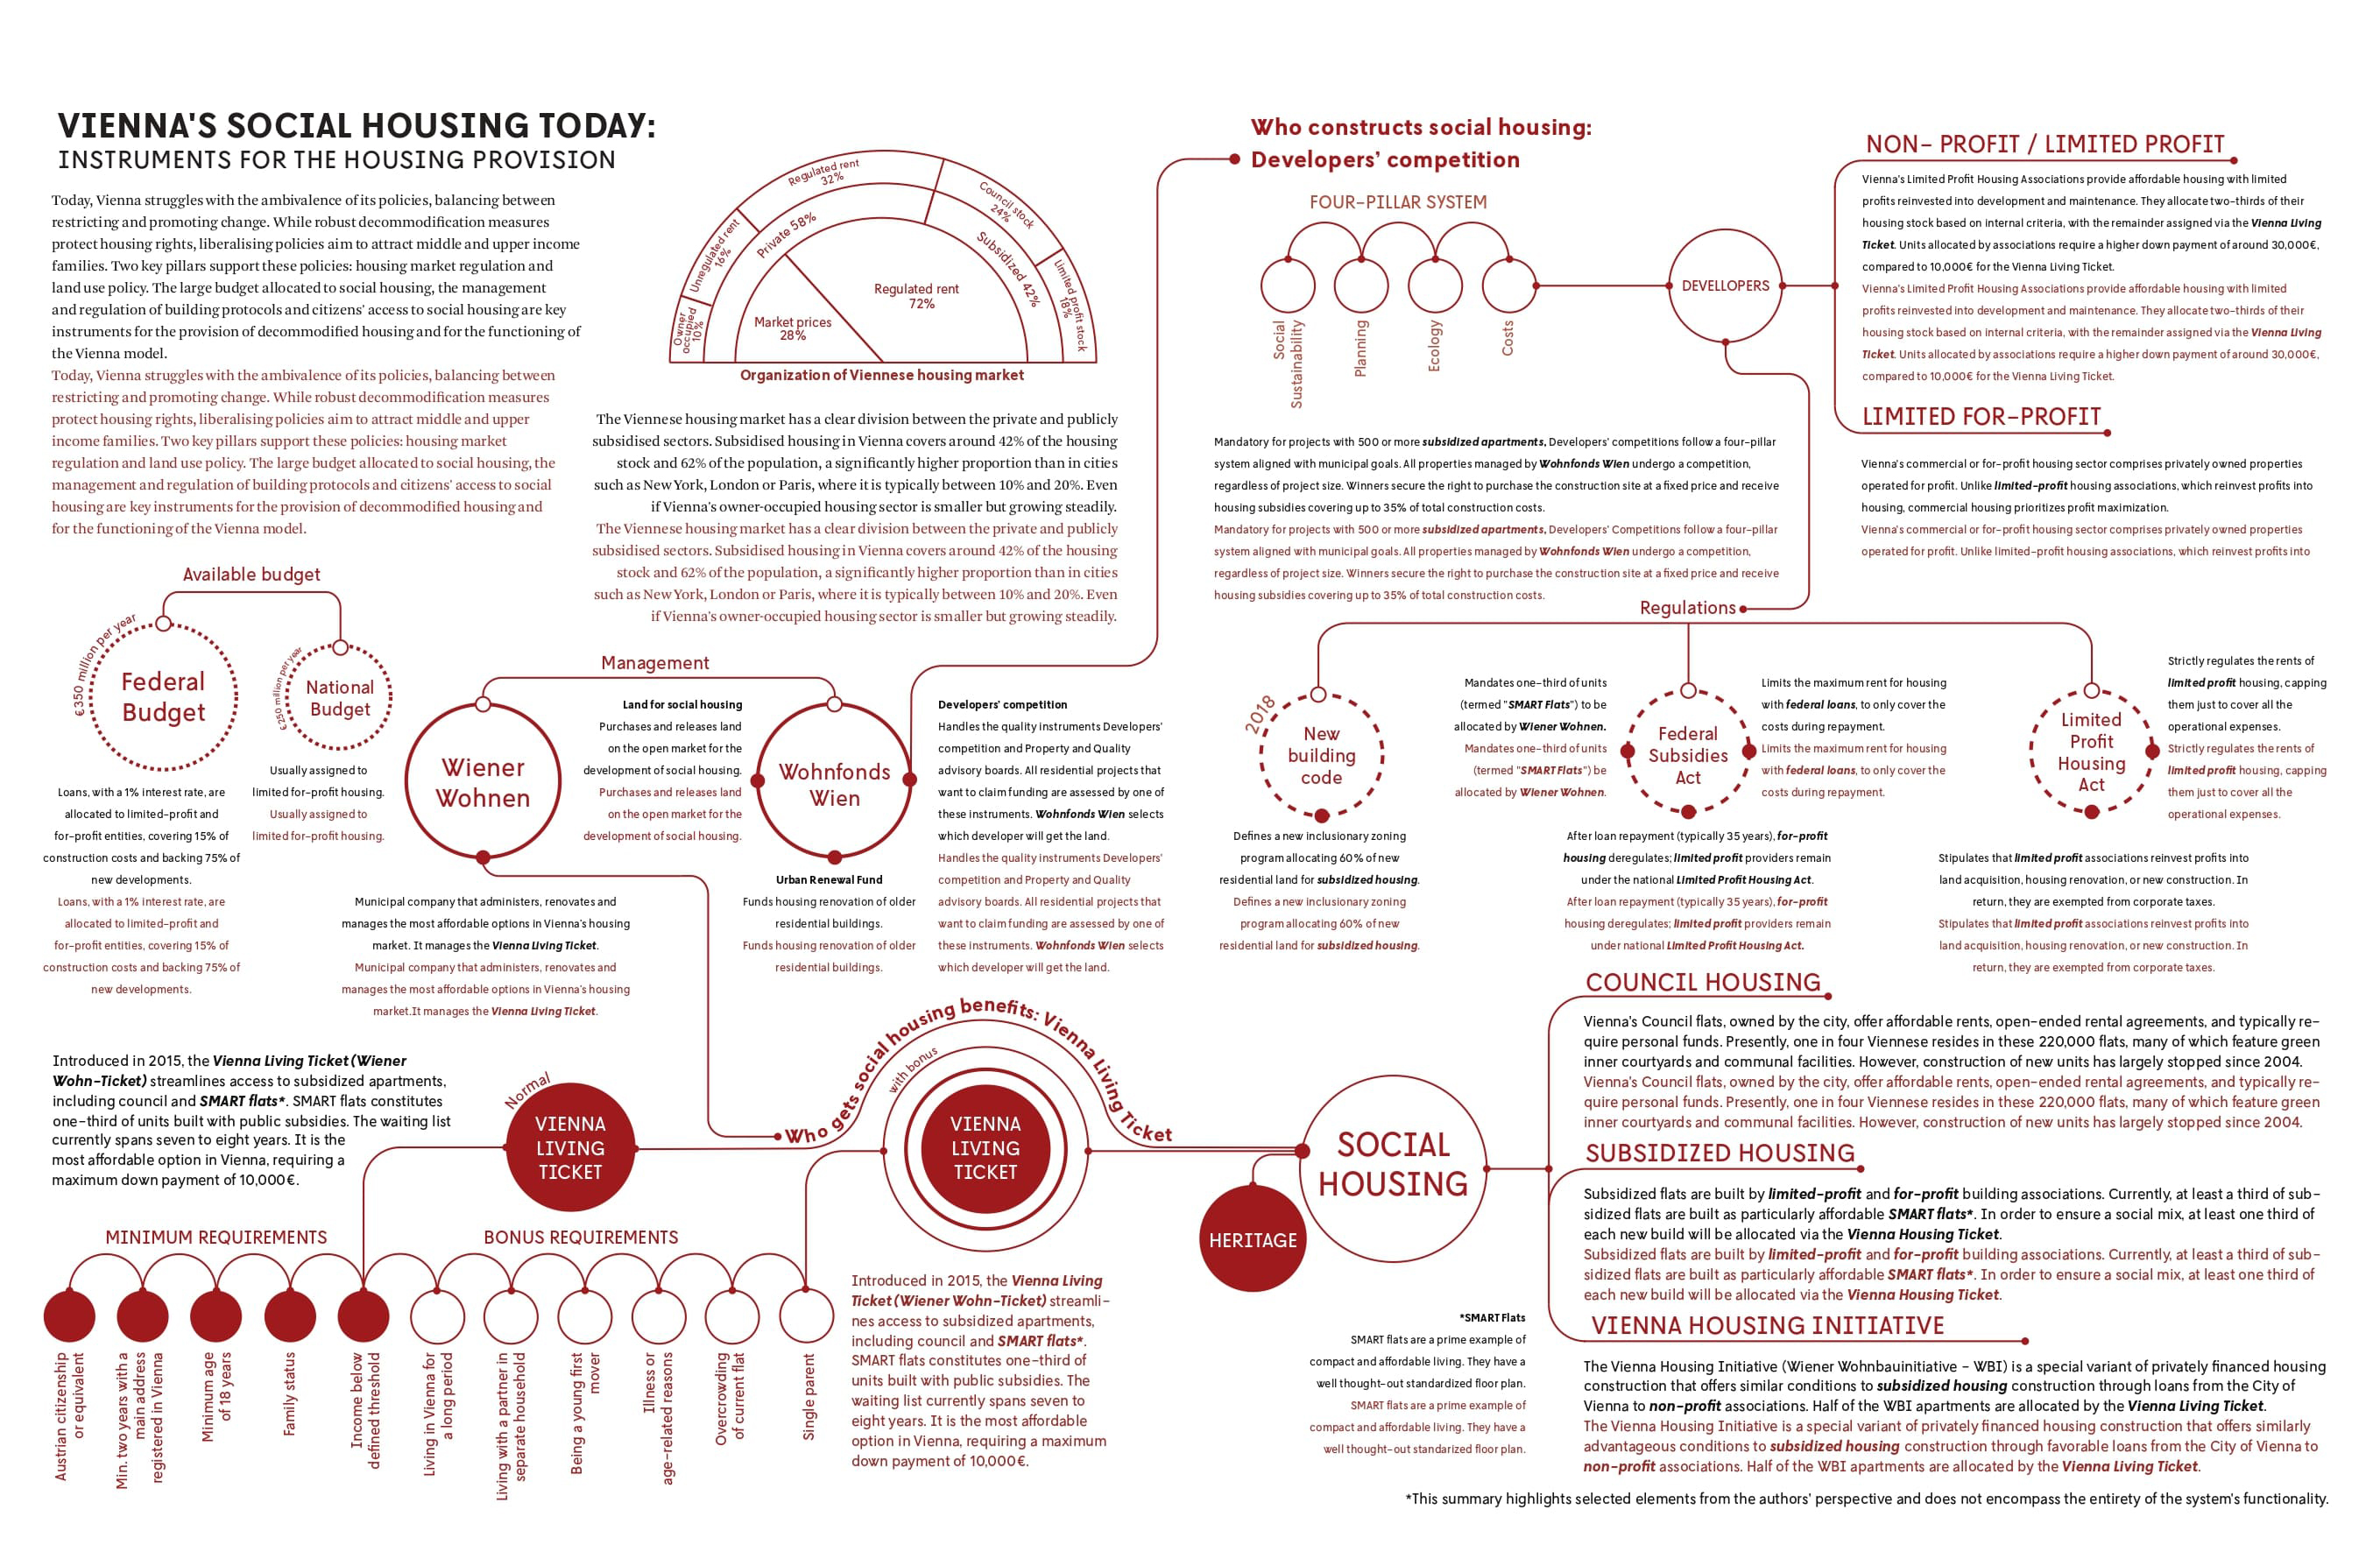 VIENNA'S SOCIAL HOUSING TODAY:
INSTRUMENTS FOR THE HOUSING PROVISION
Today, Vienna struggles with the ambivalence of its policies, balancing between
restricting and promoting change. While robust decommodification measures
protect housing rights, liberalising policies aim to attract middle and upper income
families. Two key pillars support these policies: housing market regulation and
land use policy. The large budget allocated to social housing, the management
and regulation of building protocols and citizens' access to social housing are key
instruments for the provision of decommodified housing and for the functioning of
the Vienna model.
Today, Vienna struggles with the ambivalence of its policies, balancing between
restricting and promoting change. While robust decommodification measures
protect housing rights, liberalising policies aim to attract middle and upper
income families. Two key pillars support these policies: housing market
regulation and land use policy. The large budget allocated to social housing, the
management and regulation of building protocols and citizens' access to social
housing are key instruments for the provision of decommodified housing and
for the functioning of the Vienna model.
Owner
occupied
10%
Unregulated rent
16%
Regulated rent
32%
Council stock
24%
Limited profit stock
18%
Private 58%
Subsidized 42%
Market prices
28%
Regulated rent
72%
Organization of Viennese housing market
The Viennese housing market has a clear division between the private and publicly
subsidised sectors. Subsidised housing in Vienna covers around 42% of the housing
stock and 62% of the population, a significantly higher proportion than in cities
such as New York, London or Paris, where it is typically between 10% and 20%. Even
if Vienna's owner-occupied housing sector is smaller but growing steadily.
The Viennese housing market has a clear division between the private and publicly
subsidised sectors. Subsidised housing in Vienna covers around 42% of the housing
stock and 62% of the population, a significantly higher proportion than in cities
such as New York, London or Paris, where it is typically between 10% and 20%. Even
if Vienna's owner-occupied housing sector is smaller but growing steadily.
Who constructs social housing:
Developers' competition
FOUR-PILLAR SYSTEM
Social
Sustainability
Planning
Ecology
Costs
DEVELLOPERS
Mandatory for projects with 500 or more subsidized apartments, Developers' competitions follow a four-pillar
system aligned with municipal goals. All properties managed by Wohnfonds Wien undergo a competition,
regardless of project size. Winners secure the right to purchase the construction site at a fixed price and receive
housing subsidies covering up to 35% of total construction costs.
Mandatory for projects with 500 or more subsidized apartments, Developers' Competitions follow a four-pillar
system aligned with municipal goals. All properties managed by Wohnfonds Wien undergo a competition,
regardless of project size. Winners secure the right to purchase the construction site at a fixed price and receive
housing subsidies covering up to 35% of total construction costs.
NON- PROFIT / LIMITED PROFIT
Vienna's Limited Profit Housing Associations provide affordable housing with limited
profits reinvested into development and maintenance. They allocate two-thirds of their
housing stock based on internal criteria, with the remainder assigned via the Vienna Living
Ticket. Units allocated by associations require a higher down payment of around 30,000€,
compared to 10,000€ for the Vienna Living Ticket.
Vienna's Limited Profit Housing Associations provide affordable housing with limited
profits reinvested into development and maintenance. They allocate two-thirds of their
housing stock based on internal criteria, with the remainder assigned via the Vienna Living
Ticket. Units allocated by associations require a higher down payment of around 30,000€,
compared to 10,000€ for the Vienna Living Ticket.
LIMITED FOR-PROFIT
Vienna's commercial or for-profit housing sector comprises privately owned properties
operated for profit. Unlike limited-profit housing associations, which reinvest profits into
housing, commercial housing prioritizes profit maximization.
Vienna's commercial or for-profit housing sector comprises privately owned properties
operated for profit. Unlike limited-profit housing associations, which reinvest profits into
Available budget
€350 million per year
Federal
Budget
€250 million per year
National
Budget
Loans, with a 1% interest rate, are
allocated to limited-profit and
for-profit entities, covering 15% of
construction costs and backing 75% of
new developments.
Loans, with a 1% interest rate, are
allocated to limited-profit and
for-profit entities, covering 15% of
construction costs and backing 75% of
new developments.
Usually assigned to
limited for-profit housing.
Usually assigned to
limited for-profit housing.
Management
Wiener
Wohnen
Municipal company that administers, renovates and
manages the most affordable options in Vienna's housing
market. It manages the Vienna Living Ticket.
Municipal company that administers, renovates and
manages the most affordable options in Vienna's housing
market.It manages the Vienna Living Ticket.
Land for social housing
Purchases and releases land
on the open market for the
development of social housing.
Purchases and releases land
on the open market for the
development of social housing.
Wohnfonds
Wien
Urban Renewal Fund
Funds housing renovation of older
residential buildings.
Funds housing renovation of older
residential buildings.
Developers' competition
Handles the quality instruments Developers'
competition and Property and Quality
advisory boards. All residential projects that
want to claim funding are assessed by one of
these instruments. Wohnfonds Wien selects
which developer will get the land.
Handles the quality instruments Developers'
competition and Property and Quality
advisory boards. All residential projects that
want to claim funding are assessed by one of
these instruments. Wohnfonds Wien selects
which developer will get the land.
Regulations
2018
New
building
code
Defines a new inclusionary zoning
program allocating 60% of new
residential land for subsidized housing.
Defines a new inclusionary zoning
program allocating 60% of new
residential land for subsidized housing.
Mandates one-third of units
(termed "SMART Flats") to be
allocated by Wiener Wohnen.
Mandates one-third of units
(termed "SMART Flats") be
allocated by Wiener Wohnen.
Federal
Subsidies
Act
Limits the maximum rent for housing
with federal loans, to only cover the
costs during repayment.
Limits the maximum rent for housing
with federal loans, to only cover the
costs during repayment.
After loan repayment (typically 35 years), for-profit
housing deregulates; limited profit providers remain
under the national Limited Profit Housing Act.
After loan repayment (typically 35 years), for-profit
housing deregulates; limited profit providers remain
under national Limited Profit Housing Act.
Limited
Profit
Housing
Act
Strictly regulates the rents of
limited profit housing, capping
them just to cover all the
operational expenses.
Strictly regulates the rents of
limited profit housing, capping
them just to cover all the
operational expenses.
Stipulates that limited profit associations reinvest profits into
land acquisition, housing renovation, or new construction. In
return, they are exempted from corporate taxes.
Stipulates that limited profit associations reinvest profits into
land acquisition, housing renovation, or new construction. In
return, they are exempted from corporate taxes.
Introduced in 2015, the Vienna Living Ticket (Wiener
Wohn-Ticket) streamlines access to subsidized apartments,
including council and SMART flats*. SMART flats constitutes
one-third of units built with public subsidies. The waiting list
currently spans seven to eight years. It is the
most affordable option in Vienna, requiring a
maximum down payment of 10,000€.
Normal
VIENNA
LIVING
TICKET
Who gets social housing benefits: Vienna Living Ticket
with bonus
VIENNA
LIVING
TICKET
MINIMUM REQUIREMENTS
BONUS REQUIREMENTS
Austrian citizenship
or equivalent
Min. two years with a
main address
registered in Vienna
Minimum age
of 18 years
Family status
Income below
defined threshold
Living in Vienna for
a long period
Living with a partner in
separate household
Being a young first
mover
Illness or
age-related reasons
Overcrowding
of current flat
Single parent
Introduced in 2015, the Vienna Living
Ticket (Wiener Wohn-Ticket) streamli-
nes access to subsidized apartments,
including council and SMART flats*.
SMART flats constitutes one-third of
units built with public subsidies. The
waiting list currently spans seven to
eight years. It is the most affordable
option in Vienna, requiring a maximum
down payment of 10,000€.
HERITAGE
SOCIAL
HOUSING
*SMART Flats
SMART flats are a prime example of
compact and affordable living. They have a
well thought-out standardized floor plan.
SMART flats are a prime example of
compact and affordable living. They have a
well thought-out standarized floor plan.
COUNCIL HOUSING
Vienna's Council flats, owned by the city, offer affordable rents, open-ended rental agreements, and typically re-
quire personal funds. Presently, one in four Viennese resides in these 220,000 flats, many of which feature green
inner courtyards and communal facilities. However, construction of new units has largely stopped since 2004.
Vienna's Council flats, owned by the city, offer affordable rents, open-ended rental agreements, and typically re-
quire personal funds. Presently, one in four Viennese resides in these 220,000 flats, many of which feature green
inner courtyards and communal facilities. However, construction of new units has largely stopped since 2004.
SUBSIDIZED HOUSING
Subsidized flats are built by limited-profit and for-profit building associations. Currently, at least a third of sub-
sidized flats are built as particularly affordable SMART flats*. In order to ensure a social mix, at least one third of
each new build will be allocated via the Vienna Housing Ticket.
Subsidized flats are built by limited-profit and for-profit building associations. Currently, at least a third of sub-
sidized flats are built as particularly affordable SMART flats*. In order to ensure a social mix, at least one third of
each new build will be allocated via the Vienna Housing Ticket.
VIENNA HOUSING INITIATIVE
The Vienna Housing Initiative (Wiener Wohnbauinitiative - WBI) is a special variant of privately financed housing
construction that offers similar conditions to subsidized housing construction through loans from the City of
Vienna to non-profit associations. Half of the WBI apartments are allocated by the Vienna Living Ticket.
The Vienna Housing Initiative is a special variant of privately financed housing construction that offers similarly
advantageous conditions to subsidized housing construction through favorable loans from the City of Vienna to
non-profit associations. Half of the WBI apartments are allocated by the Vienna Living Ticket.
*This summary highlights selected elements from the authors' perspective and does not encompass the entirety of the system's functionality.